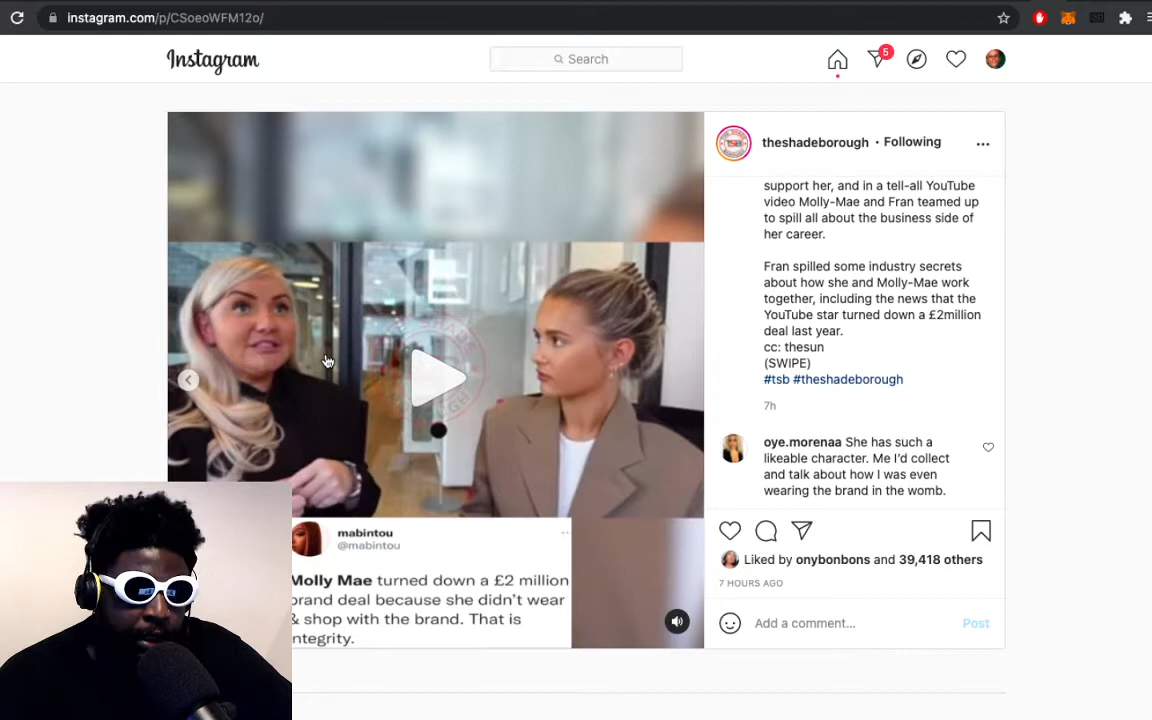 instagram.com/p/CSoeoWFM12o/
Instagram
Search
5
theshadeborough • Following
support her, and in a tell-all YouTube
video Molly-Mae and Fran teamed up
to spill all about the business side of
her career.
Fran spilled some industry secrets
about how she and Molly-Mae work
together, including the news that the
YouTube star turned down a £2million
deal last year.
cc: thesun
(SWIPE)
#tsb #theshadeborough
7h
oye.morenaa She has such a
likeable character. Me I'd collect
and talk about how I was even
wearing the brand in the womb.
Liked by onybonbons and 39,418 others
7 HOURS AGO
Add a comment...
Post
mabintou
@mabintou
Molly Mae turned down a £2 million
brand deal because she didn't wear
& shop with the brand. That is
integrity.